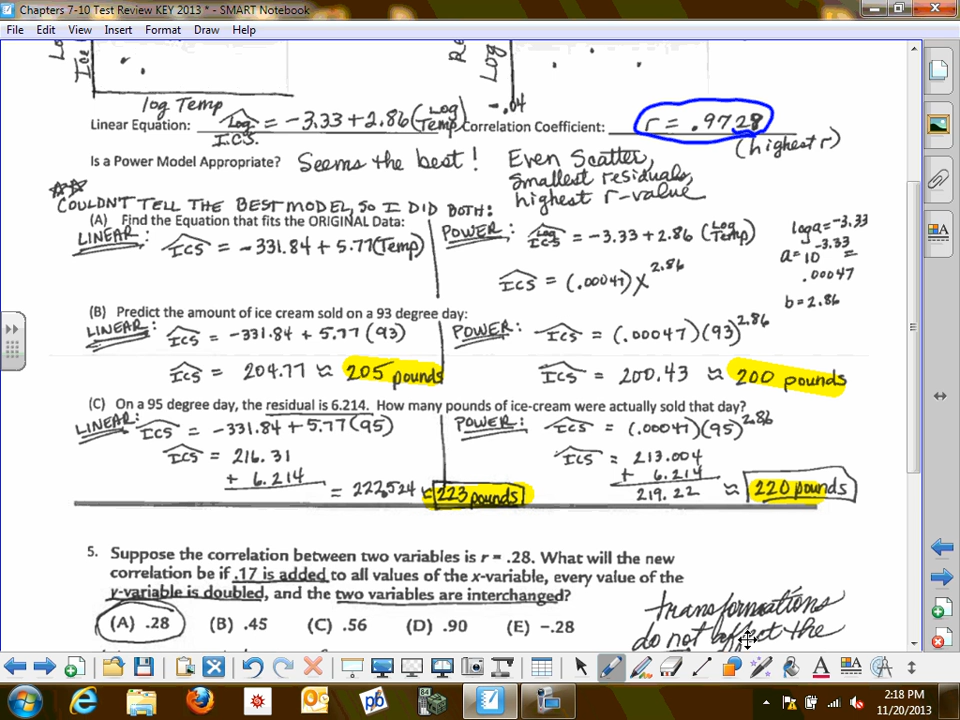 Chapters 7-10 Test Review KEY 2013 * - SMART Notebook
File Edit View Insert Format Draw Help
log Temp
Log
-.04
Linear Equation: Log I.C.S. = -3.33 + 2.86 (Log Temp) Correlation Coefficient: r = .9728
(highest r)
Is a Power Model Appropriate? Seems the best! Even Scatter,
smallest residuals,
highest r-value
COULDN'T TELL THE BEST MODEL, SO I DID BOTH:
(A) Find the Equation that fits the ORIGINAL Data:
LINEAR: ICS = -331.84 + 5.77(Temp)
POWER: Log ICS = -3.33 + 2.86 (Log Temp)
ICS = (.00047) x^2.86
log a = -3.33
a = 10^-3.33 =
.00047
b = 2.86
(B) Predict the amount of ice cream sold on a 93 degree day:
LINEAR: ICS = -331.84 + 5.77 (93)
ICS = 204.77 ≈ 205 pounds
POWER: ICS = (.00047)(93)^2.86
ICS = 200.43 ≈ 200 pounds
(C) On a 95 degree day, the residual is 6.214. How many pounds of ice-cream were actually sold that day?
LINEAR: ICS = -331.84 + 5.77 (95)
ICS = 216.31
+ 6.214
= 222.524 ≈ 223 pounds
POWER: ICS = (.00047)(95)^2.86
ICS = 213.004
+ 6.214
219.22 ≈ 220 pounds
5. Suppose the correlation between two variables is r = .28. What will the new
correlation be if .17 is added to all values of the x-variable, every value of the
y-variable is doubled, and the two variables are interchanged?
(A) .28 (B) .45 (C) .56 (D) .90 (E) -.28
transformations
do not affect the
2:18 PM
11/20/2013